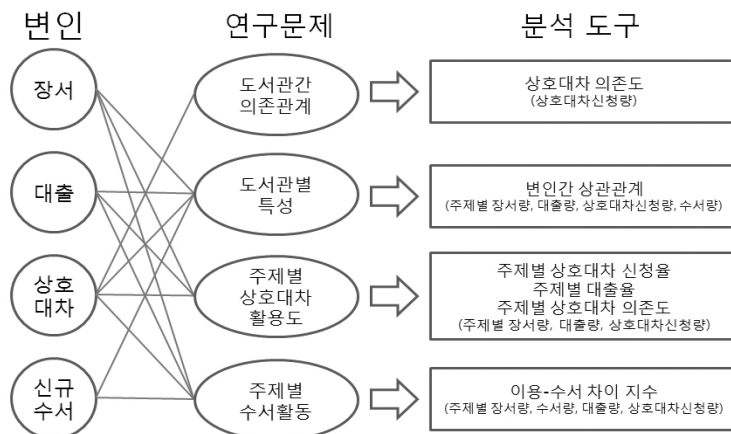 변인
연구문제
분석 도구
장서
도서관간
의존관계
상호대차 의존도
(상호대차신청량)
대출
도서관별
특성
변인간 상관관계
(주제별 장서량, 대출량, 상호대차신청량, 수서량)
상호
대차
주제별
상호대차
활용도
주제별 상호대차 신청율
주제별 대출율
주제별 상호대차 의존도
(주제별 장서량, 대출량, 상호대차신청량)
신규
수서
주제별
수서활동
이용-수서 차이 지수
(주제별 장서량, 수서량, 대출량, 상호대차신청량)